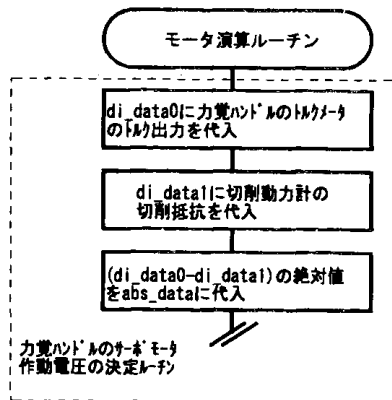 モータ演算ルーチン
di_data0に力覚ﾊﾝﾄﾞﾙのﾄﾙｸﾒｰﾀ
のﾄﾙｸ出力を代入
di_data1に切削動力計の
切削抵抗を代入
(di_data0-di_data1)の絶対値
をabs_dataに代入
力覚ﾊﾝﾄﾞﾙのｻｰﾎﾞﾓｰﾀ
作動電圧の決定ﾙｰﾁﾝ